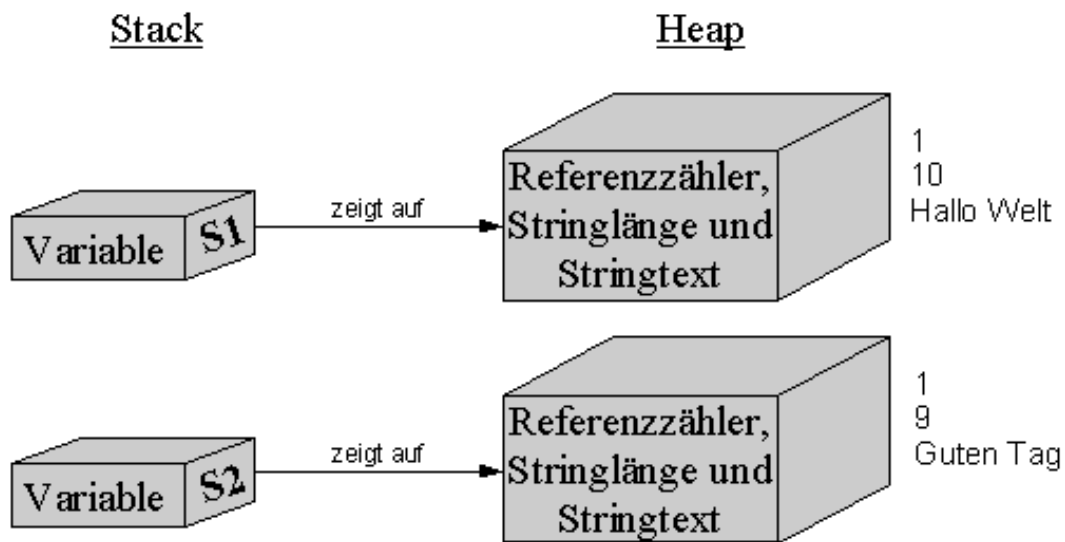 Stack
Heap
Variable
S1
zeigt auf
Referenzzähler,
Stringlänge und
Stringtext
1
10
Hallo Welt
Variable
S2
zeigt auf
Referenzzähler,
Stringlänge und
Stringtext
1
9
Guten Tag